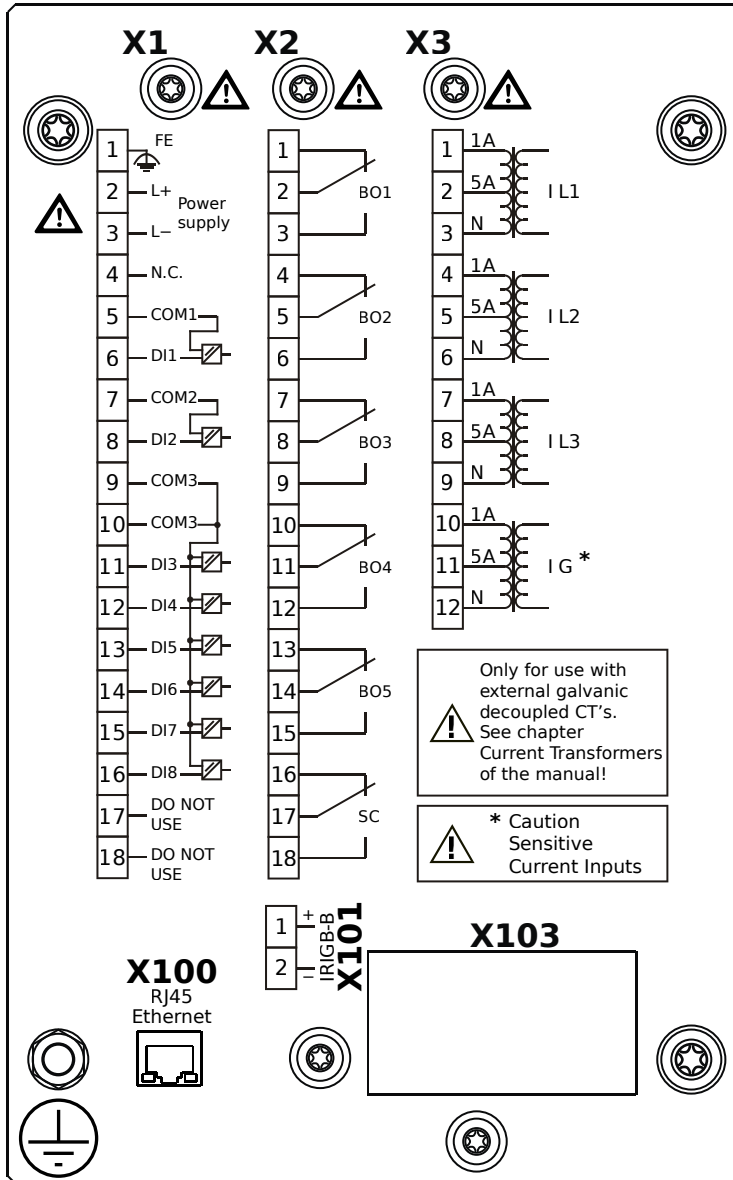 X1
X2
X3
1 FE
2 L+
Power
supply
3 L−
4 N.C.
5 COM1
6 DI1
7 COM2
8 DI2
9 COM3
10 COM3
11 DI3
12 DI4
13 DI5
14 DI6
15 DI7
16 DI8
17 DO NOT
USE
18 DO NOT
USE
1
2 BO1
3
4
5 BO2
6
7
8 BO3
9
10
11 BO4
12
13
14 BO5
15
16
17 SC
18
1 1A
2 5A I L1
3 N
4 1A
5 5A I L2
6 N
7 1A
8 5A I L3
9 N
10 1A
11 5A I G *
12 N
Only for use with
external galvanic
decoupled CT's.
See chapter
Current Transformers
of the manual!
* Caution
Sensitive
Current Inputs
1 +
2 −
IRIGB-B
X101
X103
X100
RJ45
Ethernet